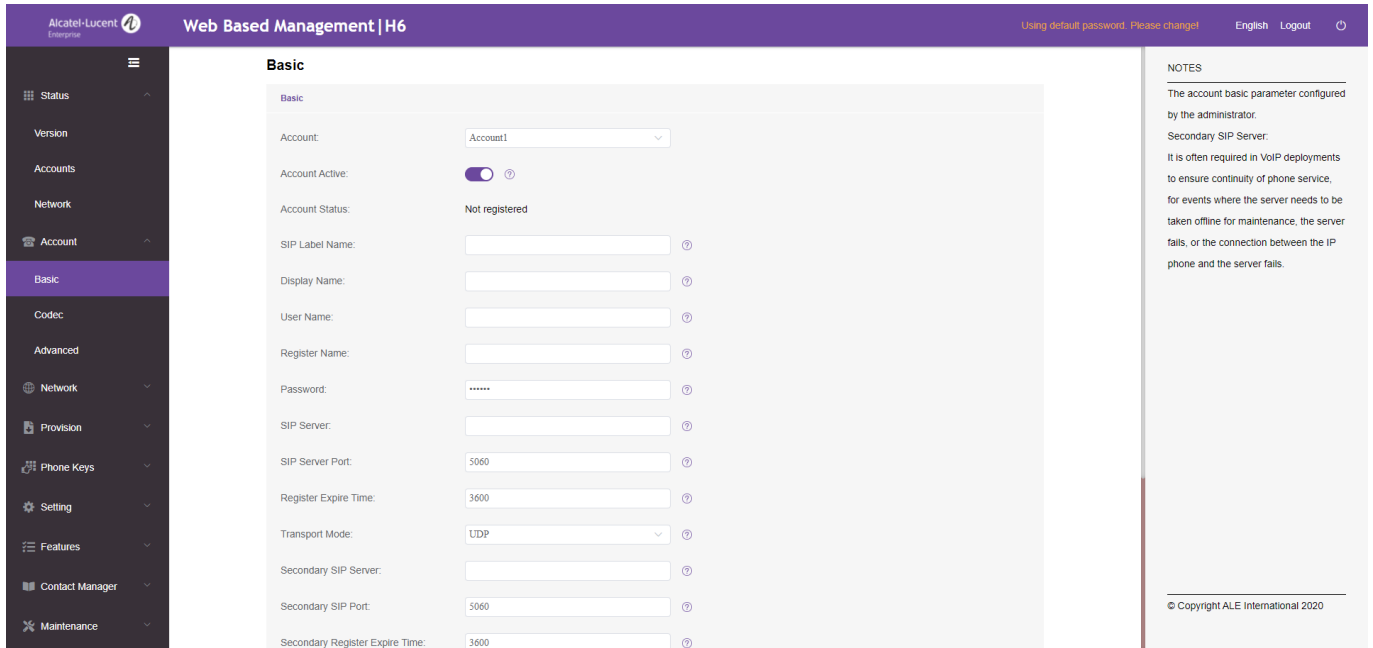 Alcatel·Lucent
Enterprise
Web Based Management|H6
Using default password. Please change!
English
Logout
Status
Version
Accounts
Network
Account
Basic
Codec
Advanced
Network
Provision
Phone Keys
Setting
Features
Contact Manager
Maintenance
Basic
Basic
Account: Account1
Account Active:
Account Status: Not registered
SIP Label Name:
Display Name:
User Name:
Register Name:
Password: ••••••
SIP Server:
SIP Server Port: 5060
Register Expire Time: 3600
Transport Mode: UDP
Secondary SIP Server:
Secondary SIP Port: 5060
Secondary Register Expire Time: 3600
NOTES
The account basic parameter configured
by the administrator.
Secondary SIP Server:
It is often required in VoIP deployments
to ensure continuity of phone service,
for events where the server needs to be
taken offline for maintenance, the server
fails, or the connection between the IP
phone and the server fails.
© Copyright ALE International 2020